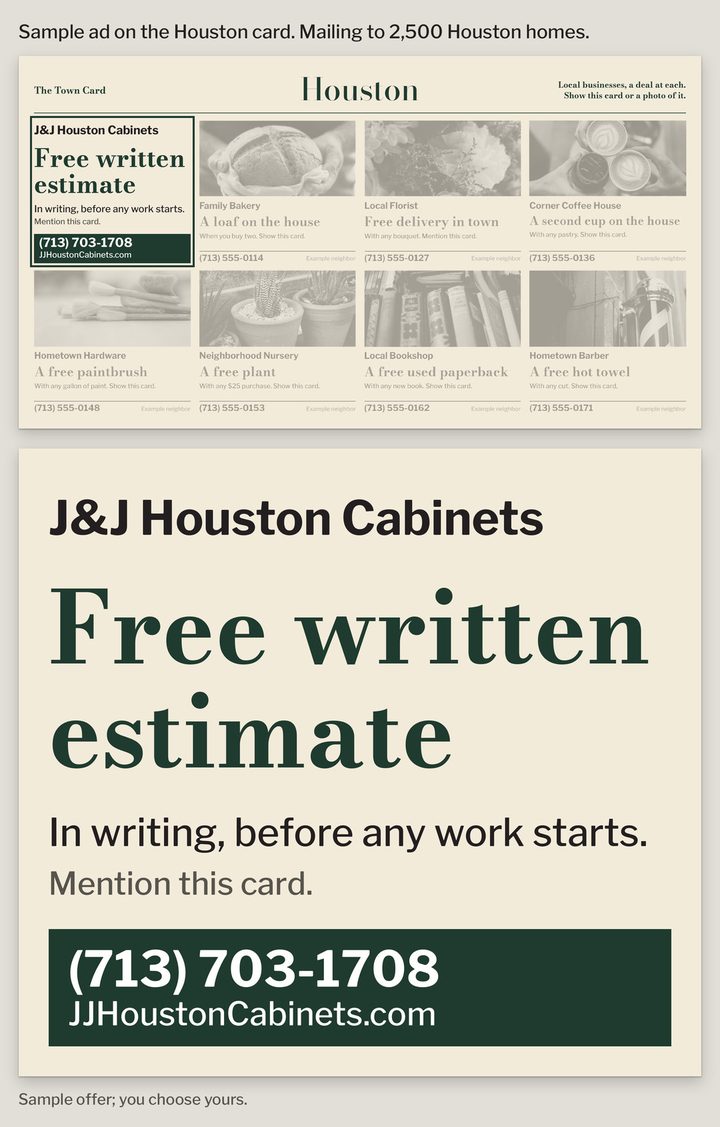 Sample ad on the Houston card. Mailing to 2,500 Houston homes.
The Town Card
Houston
Local businesses, a deal at each.
Show this card or a photo of it.
J&J Houston Cabinets
Free written
estimate
In writing, before any work starts.
Mention this card.
(713) 703-1708
JJHoustonCabinets.com
Family Bakery
A loaf on the house
When you buy two. Show this card.
(713) 555-0114
Example neighbor
Local Florist
Free delivery in town
With any bouquet. Mention this card.
(713) 555-0127
Example neighbor
Corner Coffee House
A second cup on the house
With any pastry. Show this card.
(713) 555-0136
Example neighbor
Hometown Hardware
A free paintbrush
With any gallon of paint. Show this card.
(713) 555-0148
Example neighbor
Neighborhood Nursery
A free plant
With any $25 purchase. Show this card.
(713) 555-0153
Example neighbor
Local Bookshop
A free used paperback
With any new book. Show this card.
(713) 555-0162
Example neighbor
Hometown Barber
A free hot towel
With any cut. Show this card.
(713) 555-0171
Example neighbor
J&J Houston Cabinets
Free written
estimate
In writing, before any work starts.
Mention this card.
(713) 703-1708
JJHoustonCabinets.com
Sample offer; you choose yours.